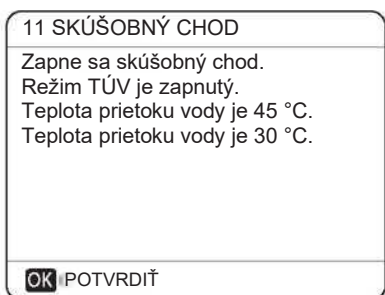 11 SKÚŠOBNÝ CHOD
Zapne sa skúšobný chod.
Režim TÚV je zapnutý.
Teplota prietoku vody je 45 °C.
Teplota prietoku vody je 30 °C.
OK POTVRDIŤ